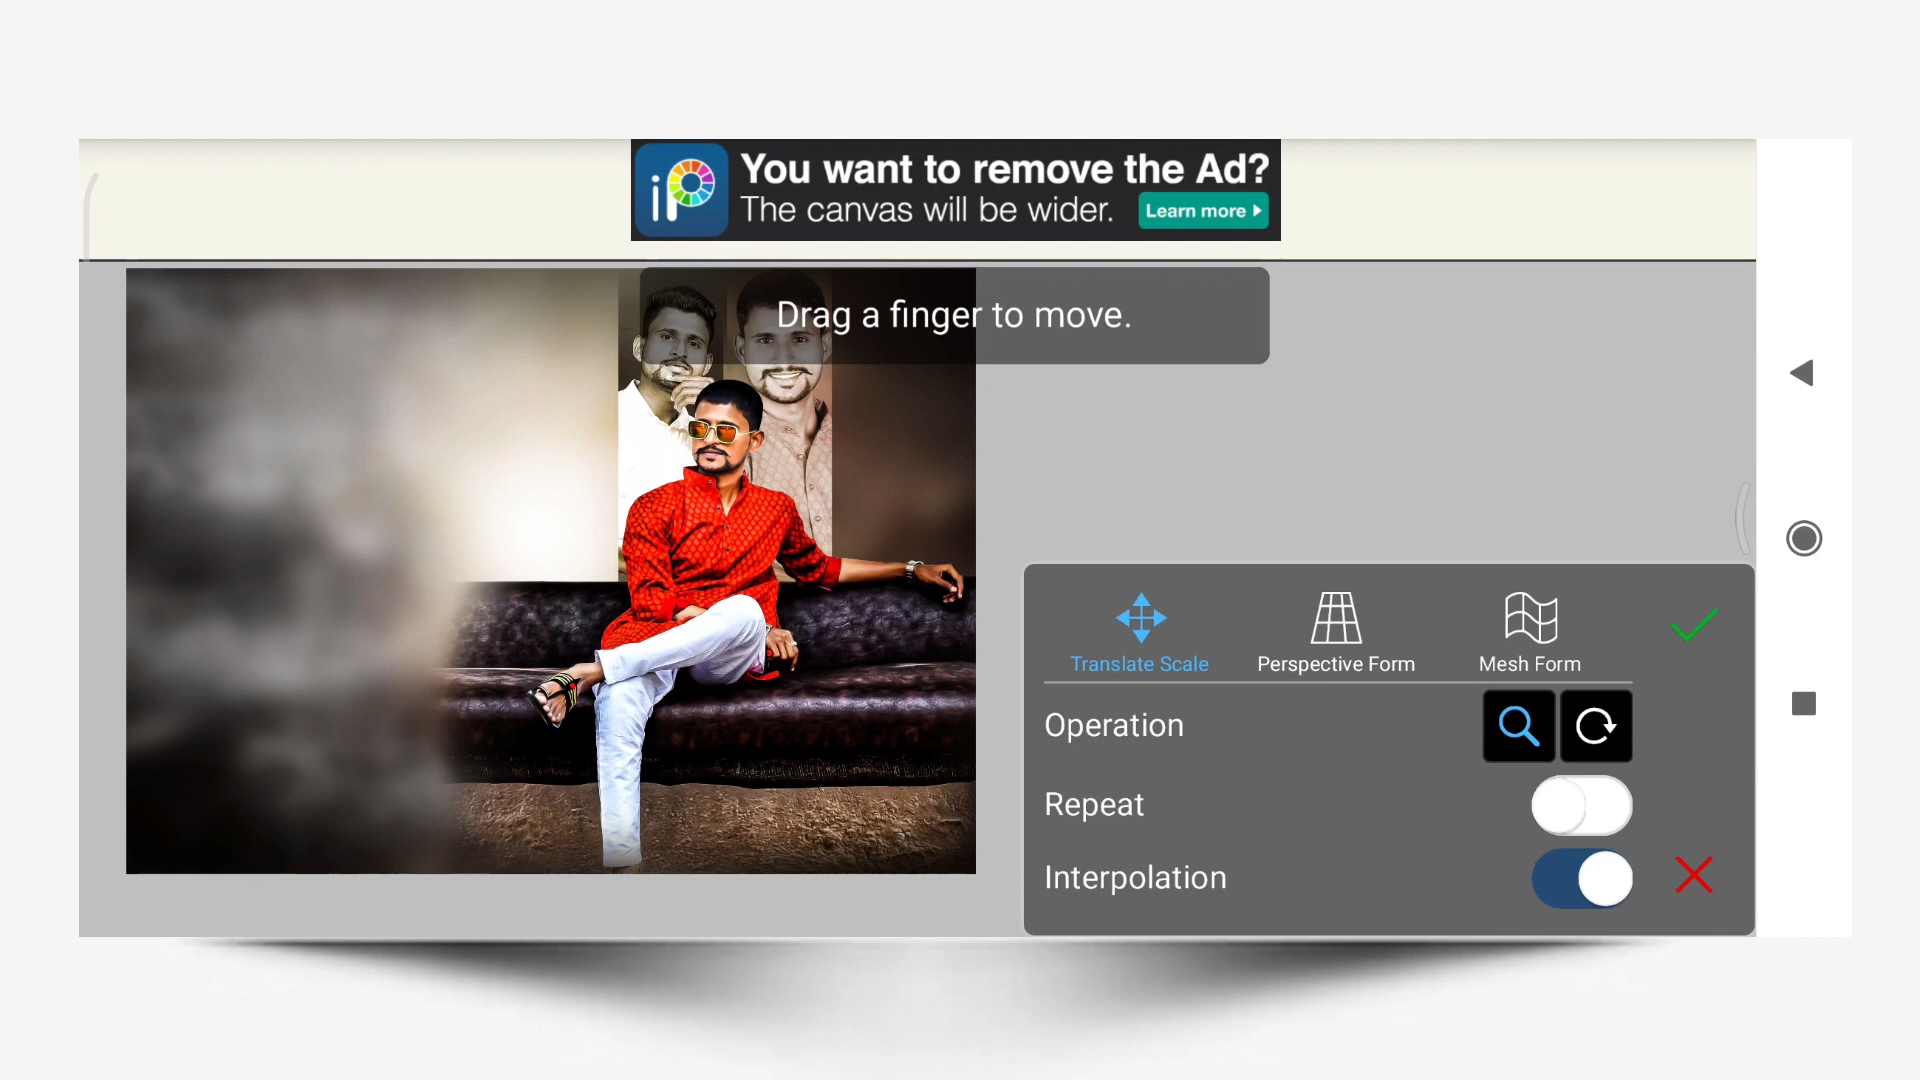 iP
You want to remove the Ad?
The canvas will be wider.
Learn more
Drag a finger to move.
Translate Scale
Perspective Form
Mesh Form
Operation
Repeat
Interpolation